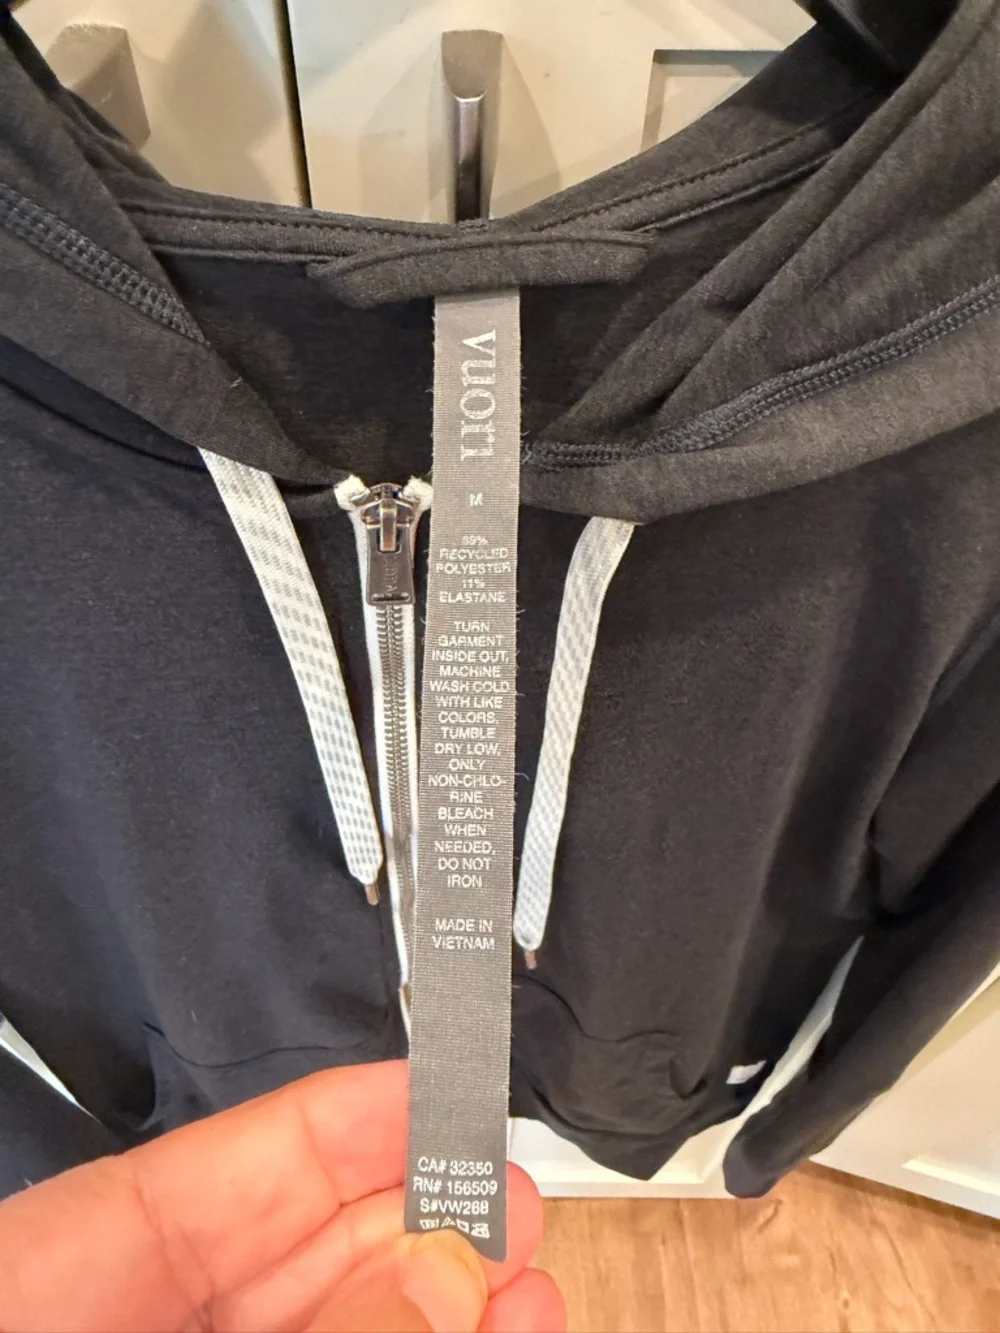 vuori
M
89%
RECYCLED
POLYESTER
11%
ELASTANE
TURN
GARMENT
INSIDE OUT,
MACHINE
WASH COLD
WITH LIKE
COLORS,
TUMBLE
DRY LOW,
ONLY
NON-CHLO-
RINE
BLEACH
WHEN
NEEDED,
DO NOT
IRON
MADE IN
VIETNAM
CA# 32350
RN# 156509
S#VW268